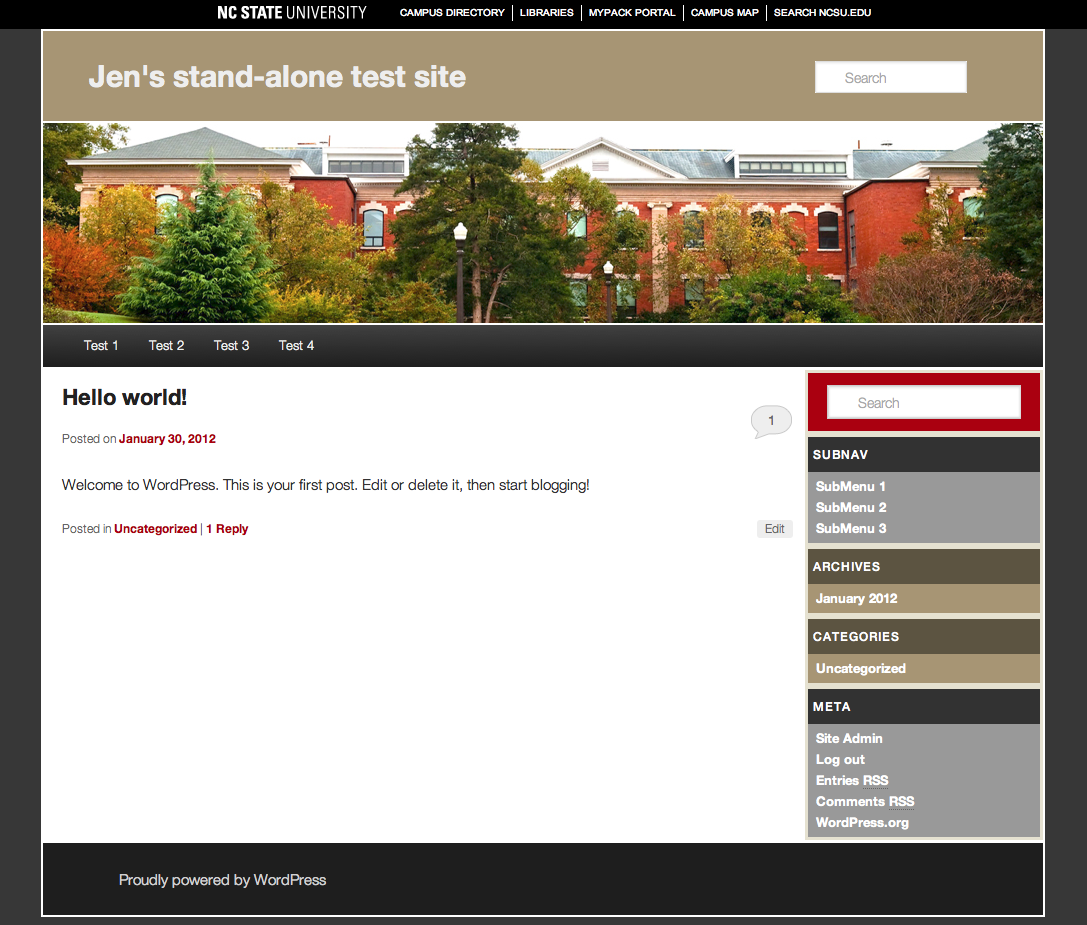 NC STATE UNIVERSITY CAMPUS DIRECTORY LIBRARIES MYPACK PORTAL CAMPUS MAP SEARCH NCSU.EDU
Jen's stand-alone test site
Search
Test 1 Test 2 Test 3 Test 4
Hello world!
1
Posted on January 30, 2012
Welcome to WordPress. This is your first post. Edit or delete it, then start blogging!
Posted in Uncategorized | 1 Reply
Edit
Search
SUBNAV
SubMenu 1
SubMenu 2
SubMenu 3
ARCHIVES
January 2012
CATEGORIES
Uncategorized
META
Site Admin
Log out
Entries RSS
Comments RSS
WordPress.org
Proudly powered by WordPress